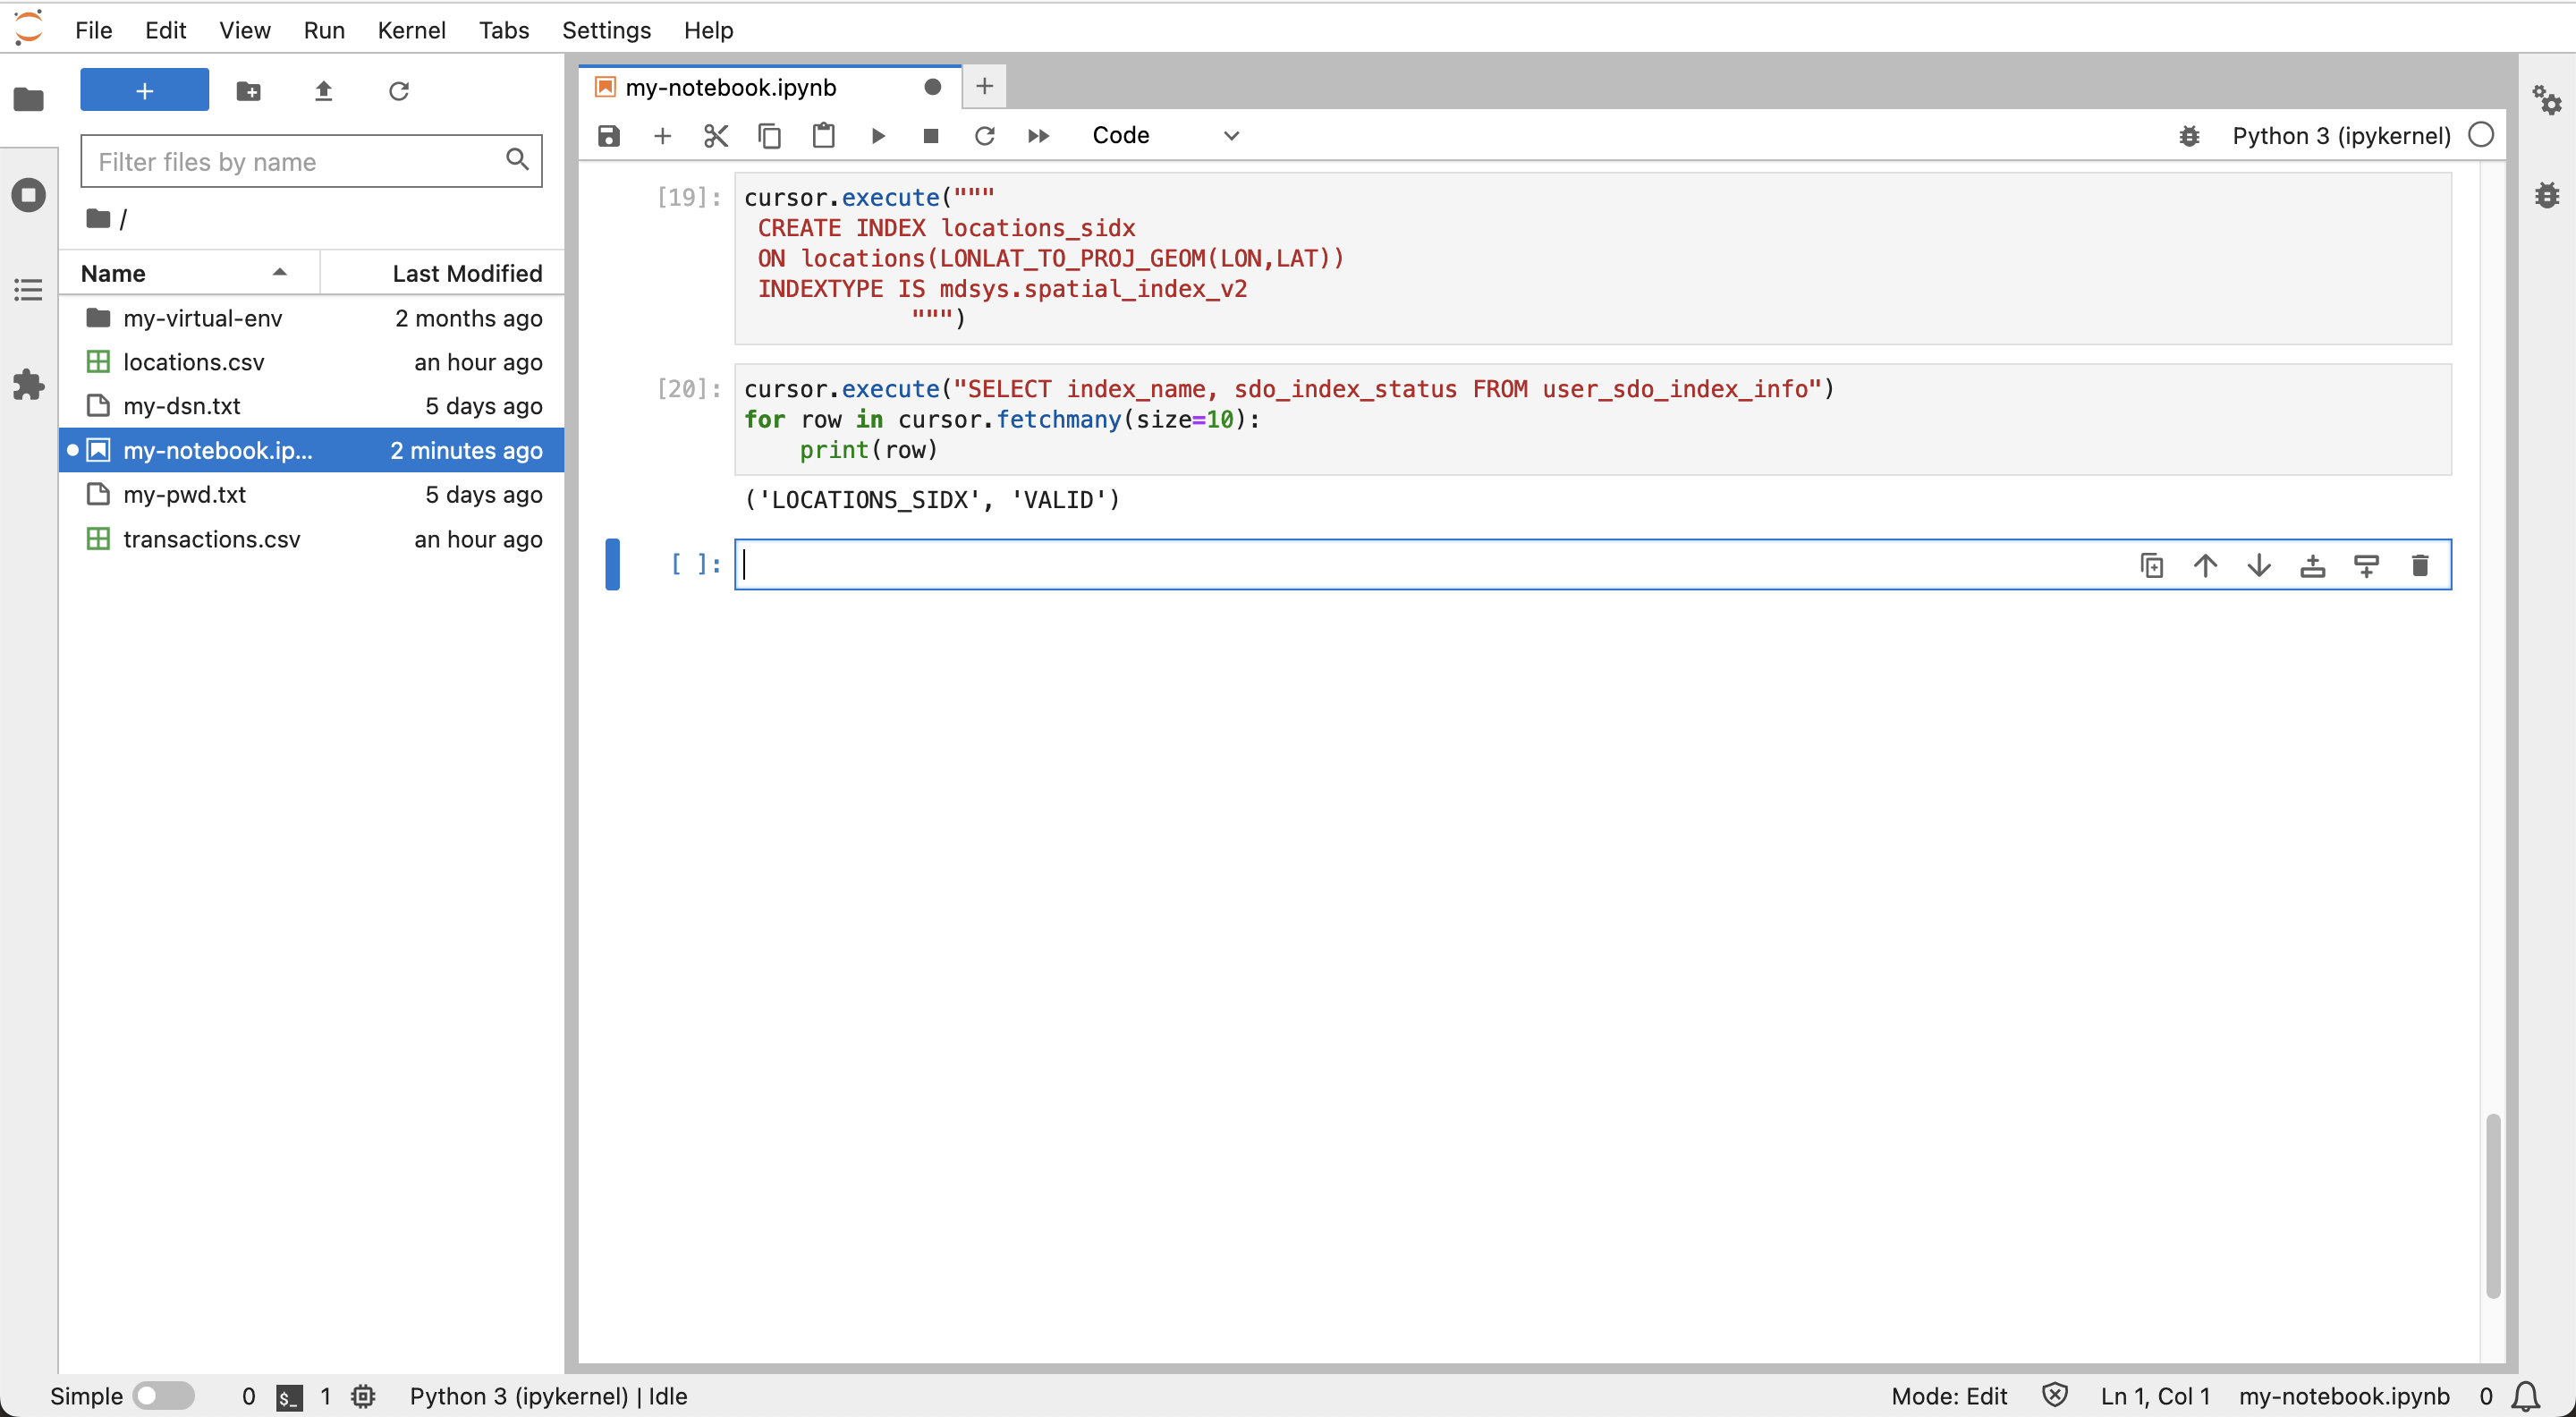 File Edit View Run Kernel Tabs Settings Help
Filter files by name
/
Name Last Modified
my-virtual-env 2 months ago
locations.csv an hour ago
my-dsn.txt 5 days ago
my-notebook.ip... 2 minutes ago
my-pwd.txt 5 days ago
transactions.csv an hour ago
my-notebook.ipynb
Code
Python 3 (ipykernel)
[19]: cursor.execute("""
CREATE INDEX locations_sidx
ON locations(LONLAT_TO_PROJ_GEOM(LON,LAT))
INDEXTYPE IS mdsys.spatial_index_v2
""")
[20]: cursor.execute("SELECT index_name, sdo_index_status FROM user_sdo_index_info")
for row in cursor.fetchmany(size=10):
print(row)
('LOCATIONS_SIDX', 'VALID')
[ ]:
Simple 0 $_ 1 Python 3 (ipykernel) | Idle Mode: Edit Ln 1, Col 1 my-notebook.ipynb 0